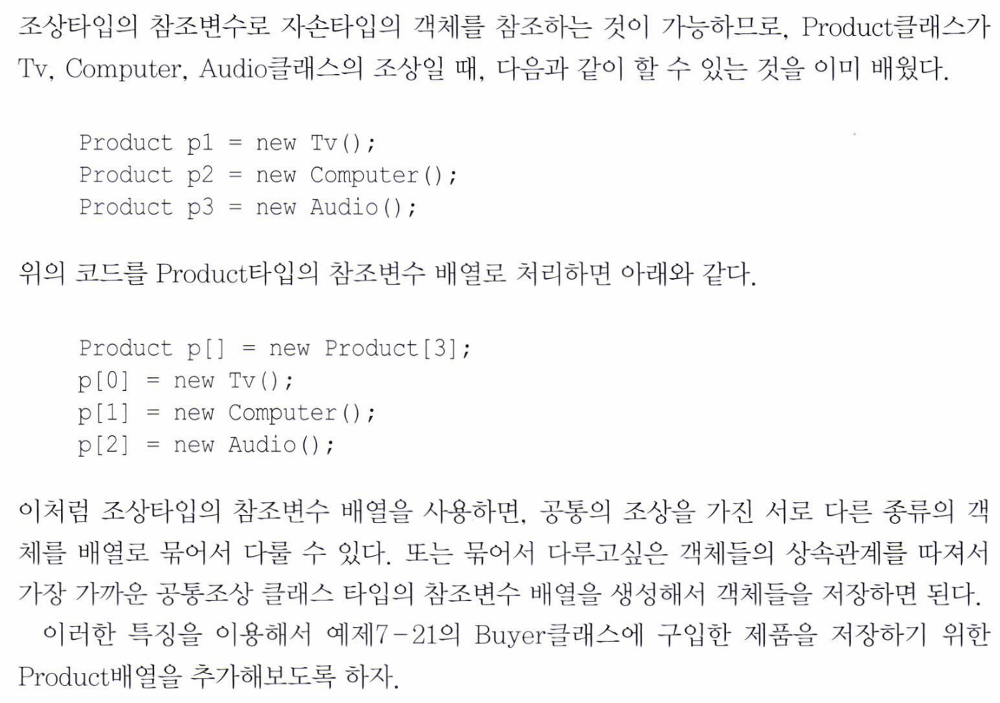 조상타입의 참조변수로 자손타입의 객체를 참조하는 것이 가능하므로, Product클래스가
Tv, Computer, Audio클래스의 조상일 때, 다음과 같이 할 수 있는 것을 이미 배웠다.
Product p1 = new Tv();
Product p2 = new Computer();
Product p3 = new Audio();
위의 코드를 Product타입의 참조변수 배열로 처리하면 아래와 같다.
Product p[] = new Product[3];
p[0] = new Tv();
p[1] = new Computer();
p[2] = new Audio();
이처럼 조상타입의 참조변수 배열을 사용하면, 공통의 조상을 가진 서로 다른 종류의 객
체를 배열로 묶어서 다룰 수 있다. 또는 묶어서 다루고싶은 객체들의 상속관계를 따져서
가장 가까운 공통조상 클래스 타입의 참조변수 배열을 생성해서 객체들을 저장하면 된다.
이러한 특징을 이용해서 예제7-21의 Buyer클래스에 구입한 제품을 저장하기 위한
Product배열을 추가해보도록 하자.